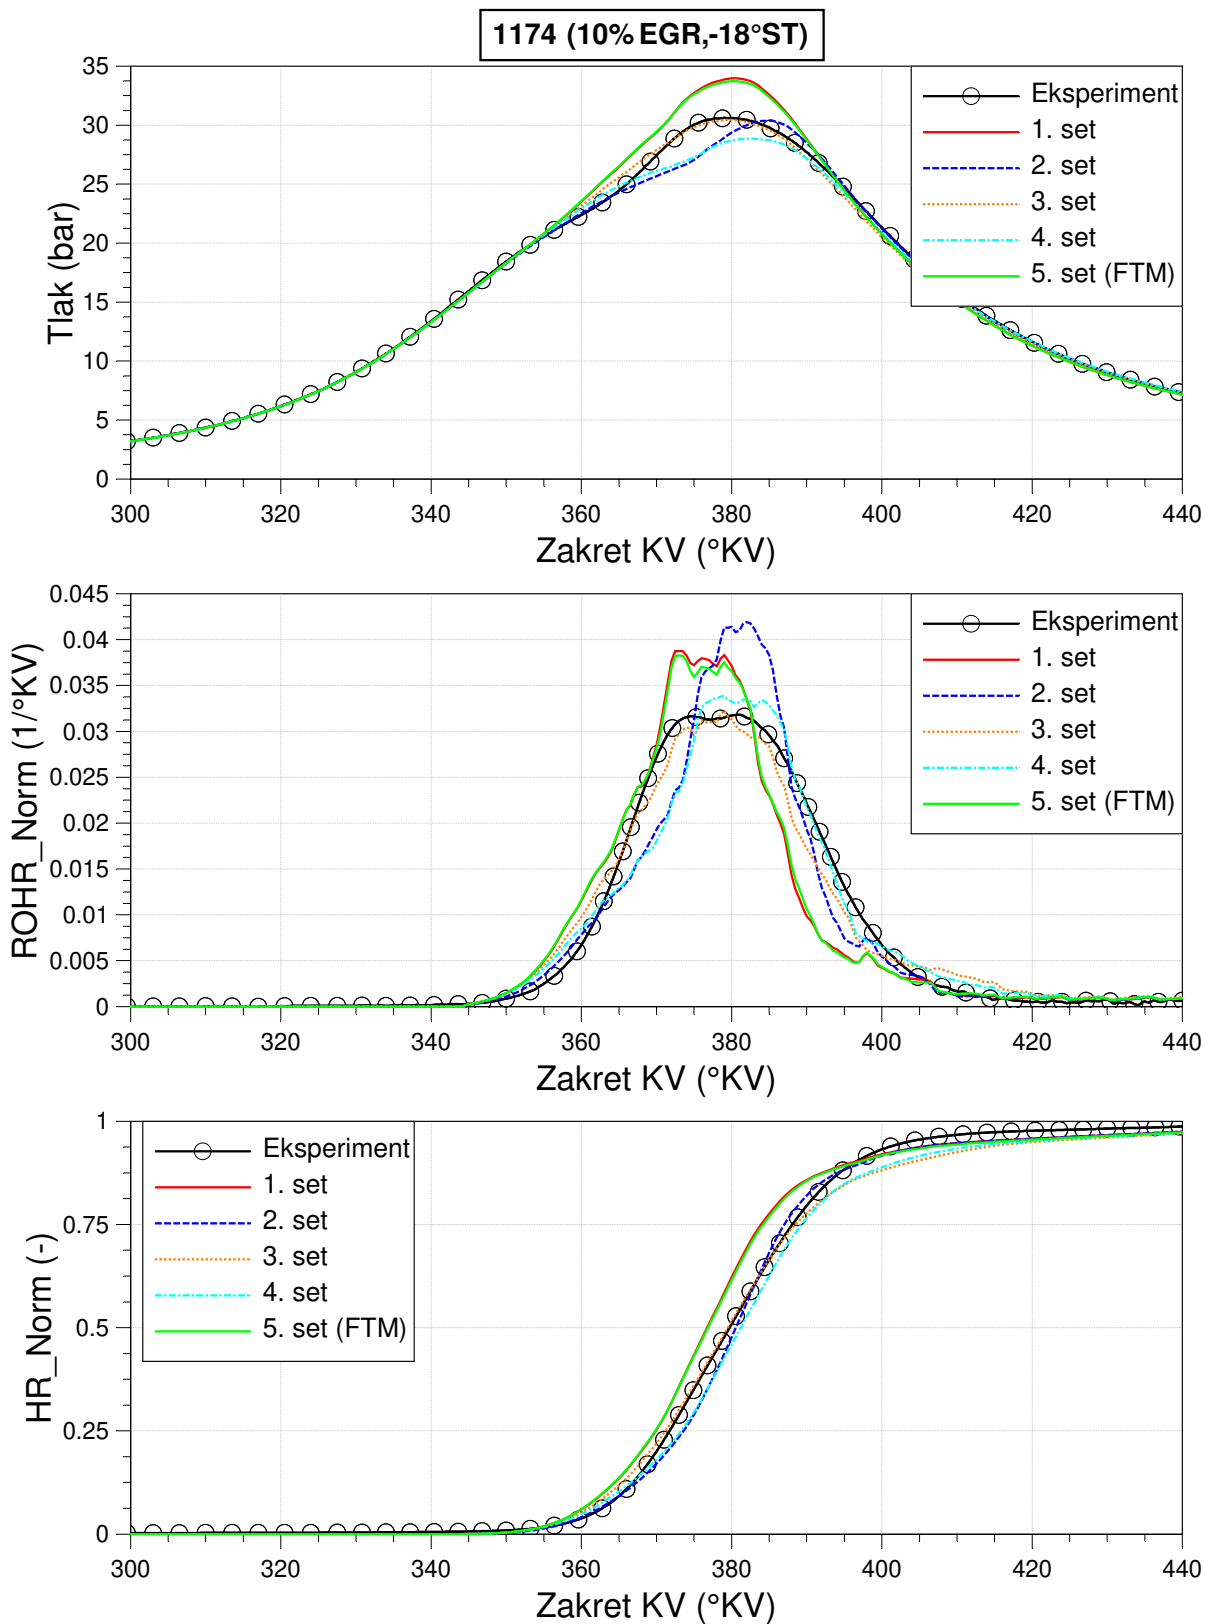 1174 (10% EGR,-18°ST)
35
30
25
20
15
10
5
0
Tlak (bar)
Eksperiment
1. set
2. set
3. set
4. set
5. set (FTM)
300 320 340 360 380 400 420 440
Zakret KV (°KV)
0.045
0.04
0.035
0.03
0.025
0.02
0.015
0.01
0.005
0
ROHR_Norm (1/°KV)
Eksperiment
1. set
2. set
3. set
4. set
5. set (FTM)
300 320 340 360 380 400 420 440
Zakret KV (°KV)
1
0.75
0.5
0.25
0
HR_Norm (-)
Eksperiment
1. set
2. set
3. set
4. set
5. set (FTM)
300 320 340 360 380 400 420 440
Zakret KV (°KV)